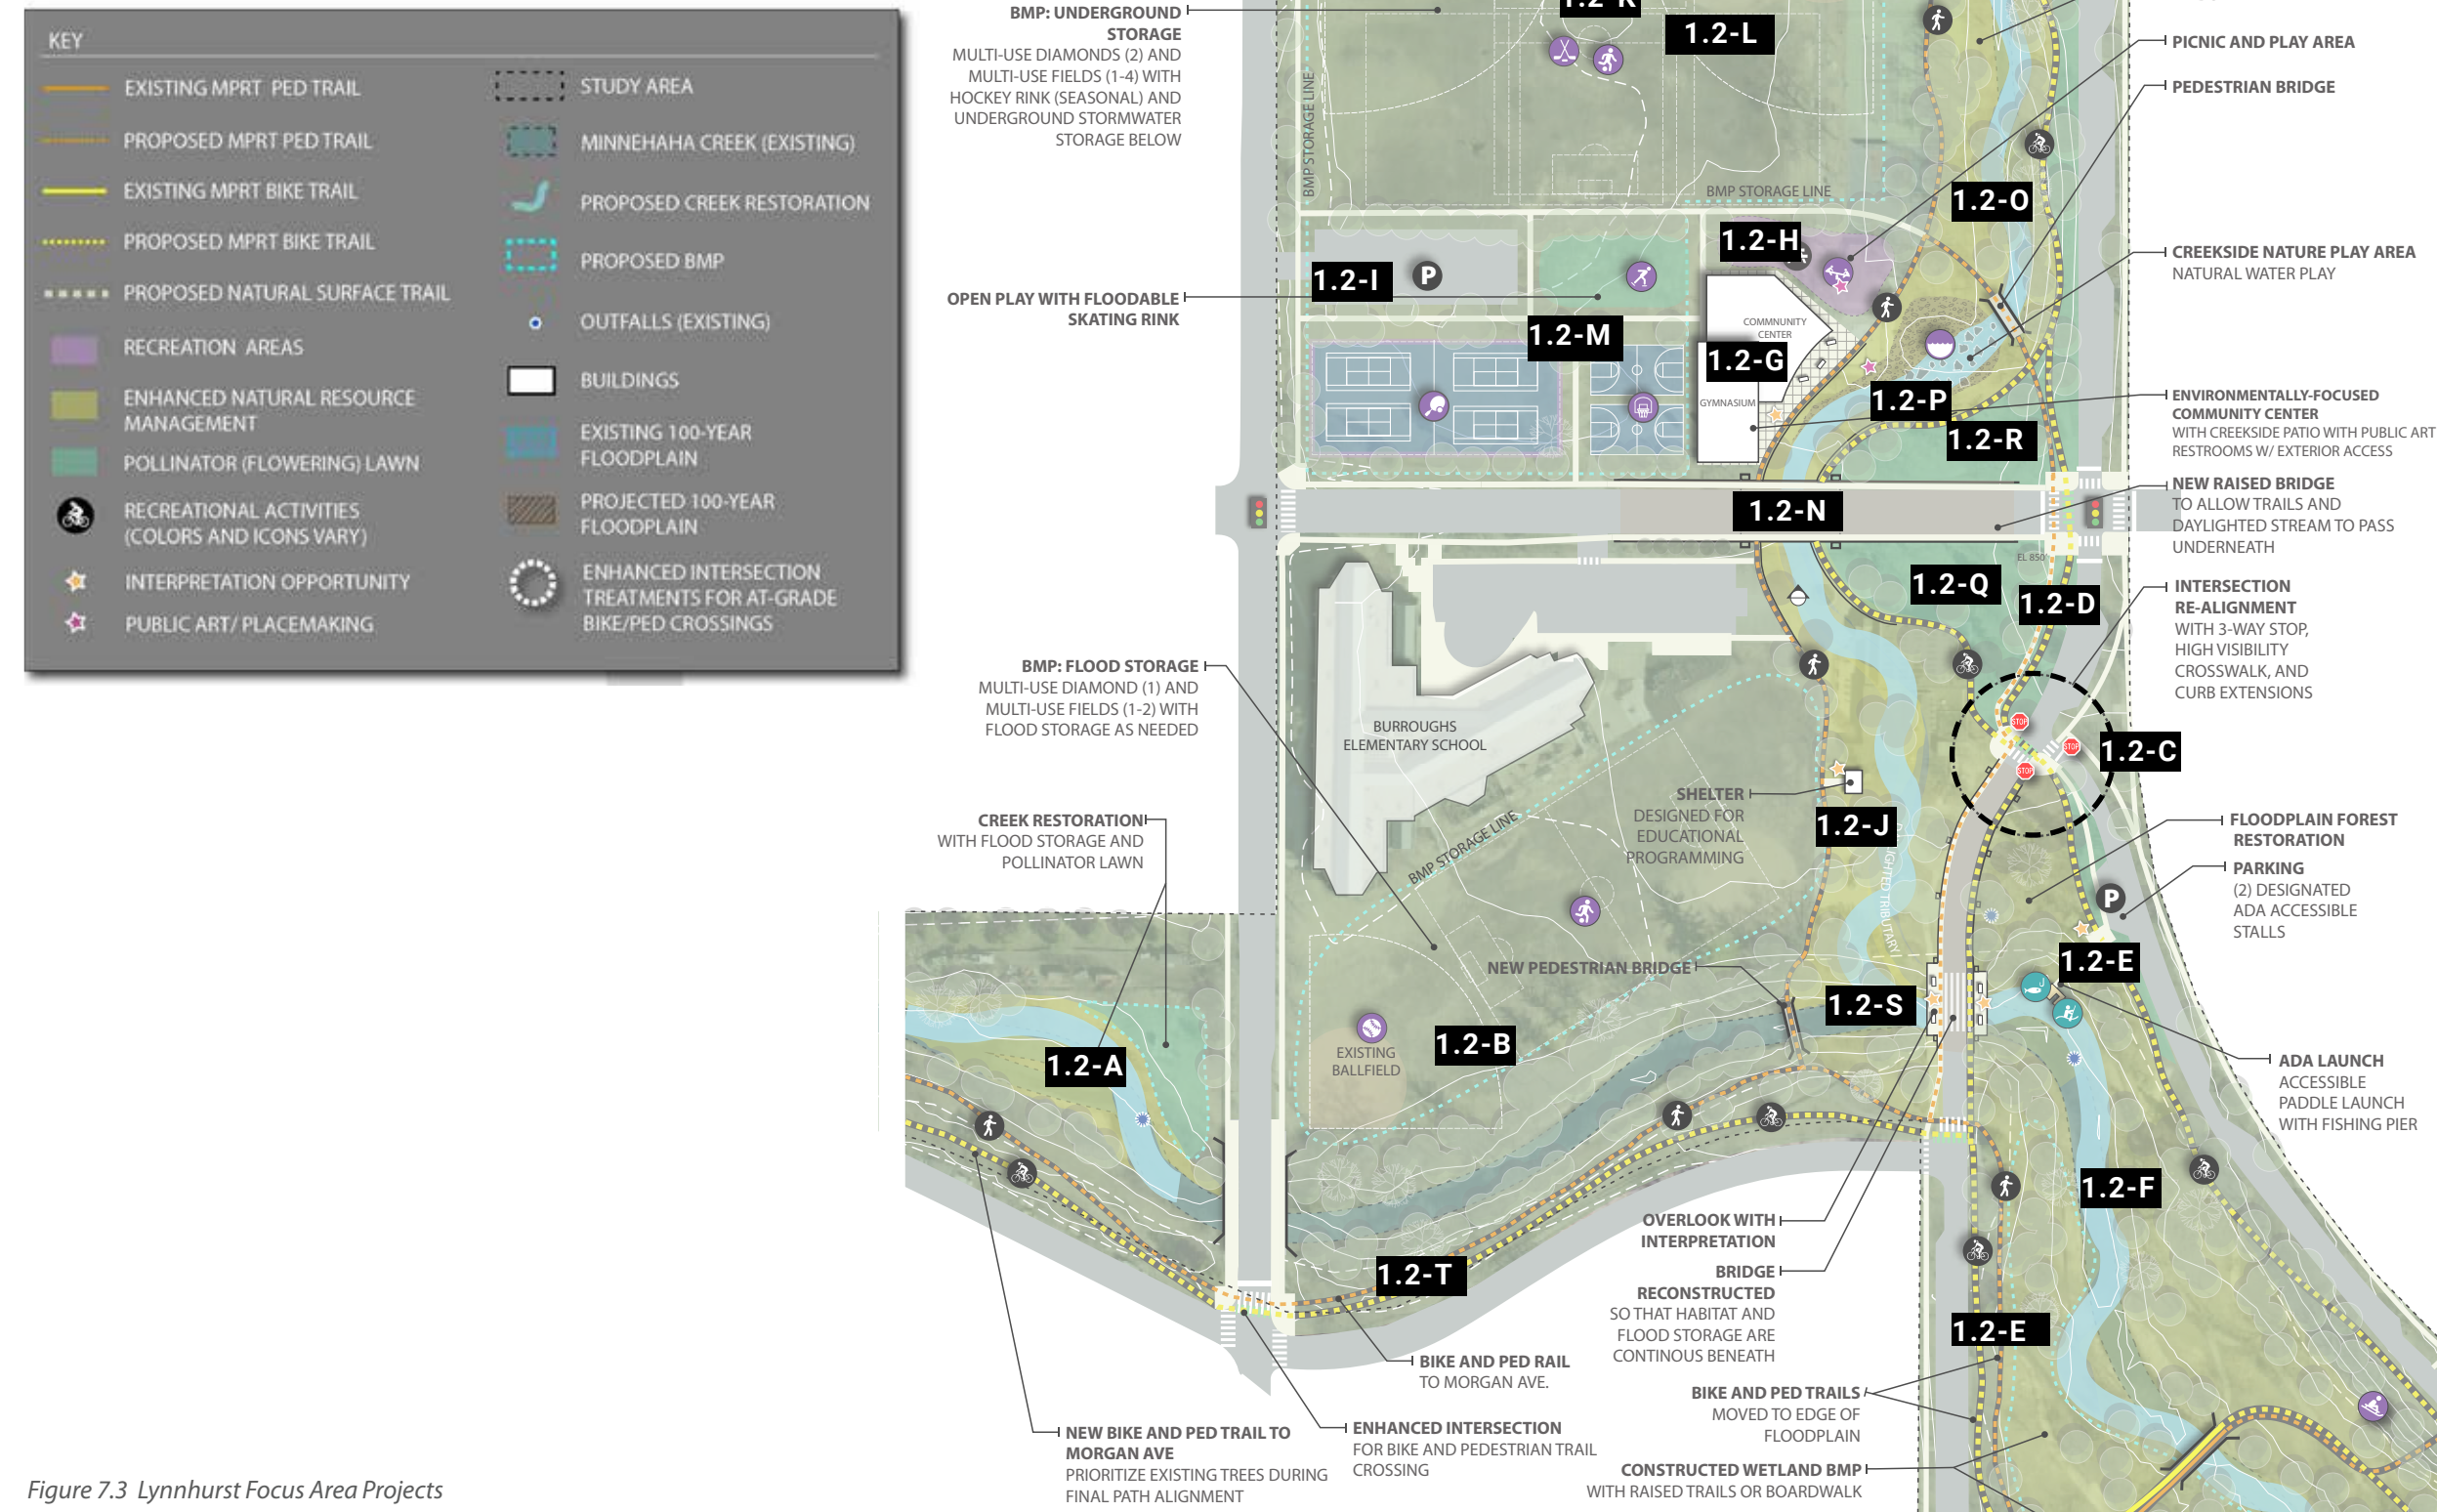 KEY
EXISTING MPRT PED TRAIL
PROPOSED MPRT PED TRAIL
EXISTING MPRT BIKE TRAIL
PROPOSED MPRT BIKE TRAIL
PROPOSED NATURAL SURFACE TRAIL
RECREATION AREAS
ENHANCED NATURAL RESOURCE
MANAGEMENT
POLLINATOR (FLOWERING) LAWN
RECREATIONAL ACTIVITIES
(COLORS AND ICONS VARY)
INTERPRETATION OPPORTUNITY
PUBLIC ART/ PLACEMAKING
STUDY AREA
MINNEHAHA CREEK (EXISTING)
PROPOSED CREEK RESTORATION
PROPOSED BMP
OUTFALLS (EXISTING)
BUILDINGS
EXISTING 100-YEAR
FLOODPLAIN
PROJECTED 100-YEAR
FLOODPLAIN
ENHANCED INTERSECTION
TREATMENTS FOR AT-GRADE
BIKE/PED CROSSINGS
BMP: UNDERGROUND
STORAGE
MULTI-USE DIAMONDS (2) AND
MULTI-USE FIELDS (1-4) WITH
HOCKEY RINK (SEASONAL) AND
UNDERGROUND STORMWATER
STORAGE BELOW
BMP STORAGE LINE
1.2-K
1.2-L
BMP STORAGE LINE
PICNIC AND PLAY AREA
PEDESTRIAN BRIDGE
1.2-O
1.2-H
CREEKSIDE NATURE PLAY AREA
NATURAL WATER PLAY
OPEN PLAY WITH FLOODABLE
SKATING RINK
1.2-I
P
1.2-M
COMMNUNITY
CENTER
1.2-G
GYMNASIUM
1.2-P
1.2-R
ENVIRONMENTALLY-FOCUSED
COMMUNITY CENTER
WITH CREEKSIDE PATIO WITH PUBLIC ART
RESTROOMS W/ EXTERIOR ACCESS
1.2-N
NEW RAISED BRIDGE
TO ALLOW TRAILS AND
DAYLIGHTED STREAM TO PASS
UNDERNEATH
EL 850
1.2-Q
1.2-D
INTERSECTION
RE-ALIGNMENT
WITH 3-WAY STOP,
HIGH VISIBILITY
CROSSWALK, AND
CURB EXTENSIONS
BMP: FLOOD STORAGE
MULTI-USE DIAMOND (1) AND
MULTI-USE FIELDS (1-2) WITH
FLOOD STORAGE AS NEEDED
BURROUGHS
ELEMENTARY SCHOOL
STOP
STOP
STOP
1.2-C
SHELTER
DESIGNED FOR
EDUCATIONAL
PROGRAMMING
1.2-J
BMP STORAGE LINE
TRIBUTARY
CREEK RESTORATION
WITH FLOOD STORAGE AND
POLLINATOR LAWN
FLOODPLAIN FOREST
RESTORATION
PARKING
(2) DESIGNATED
ADA ACCESSIBLE
STALLS
P
1.2-E
NEW PEDESTRIAN BRIDGE
1.2-S
EXISTING
BALLFIELD
1.2-B
1.2-A
ADA LAUNCH
ACCESSIBLE
PADDLE LAUNCH
WITH FISHING PIER
1.2-F
OVERLOOK WITH
INTERPRETATION
1.2-T
BRIDGE
RECONSTRUCTED
SO THAT HABITAT AND
FLOOD STORAGE ARE
CONTINOUS BENEATH
1.2-E
BIKE AND PED RAIL
TO MORGAN AVE.
BIKE AND PED TRAILS
MOVED TO EDGE OF
FLOODPLAIN
NEW BIKE AND PED TRAIL TO
MORGAN AVE
PRIORITIZE EXISTING TREES DURING
FINAL PATH ALIGNMENT
ENHANCED INTERSECTION
FOR BIKE AND PEDESTRIAN TRAIL
CROSSING
CONSTRUCTED WETLAND BMP
WITH RAISED TRAILS OR BOARDWALK
Figure 7.3 Lynnhurst Focus Area Projects